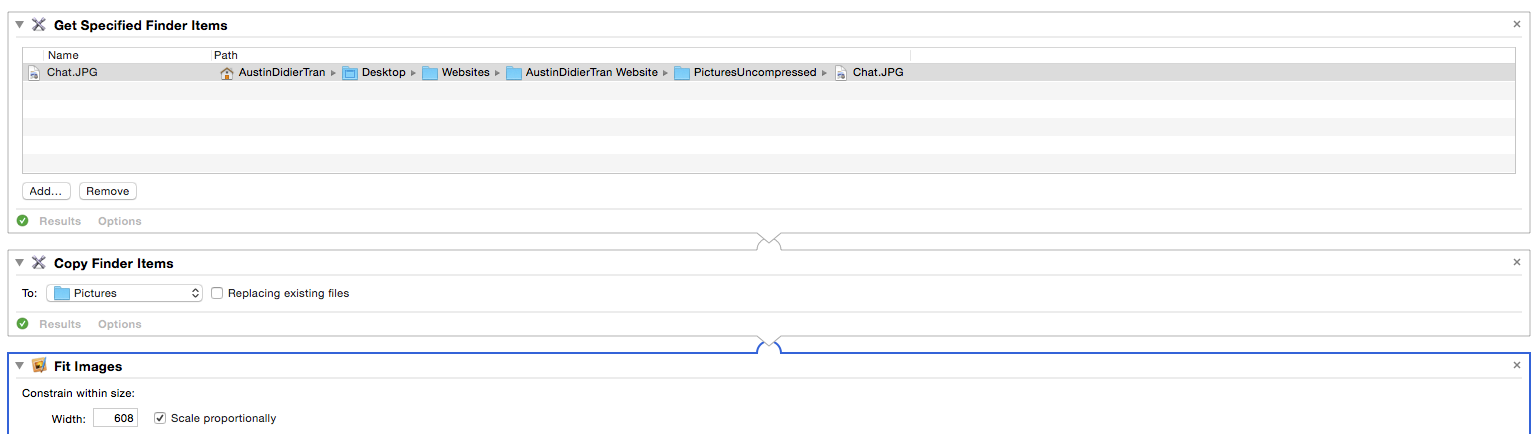 Get Specified Finder Items
Name Path
Chat.JPG AustinDidierTran Desktop Websites AustinDidierTran Website PicturesUncompressed Chat.JPG
Add... Remove
Results Options
Copy Finder Items
To: Pictures Replacing existing files
Results Options
Fit Images
Constrain within size:
Width: 608 Scale proportionally